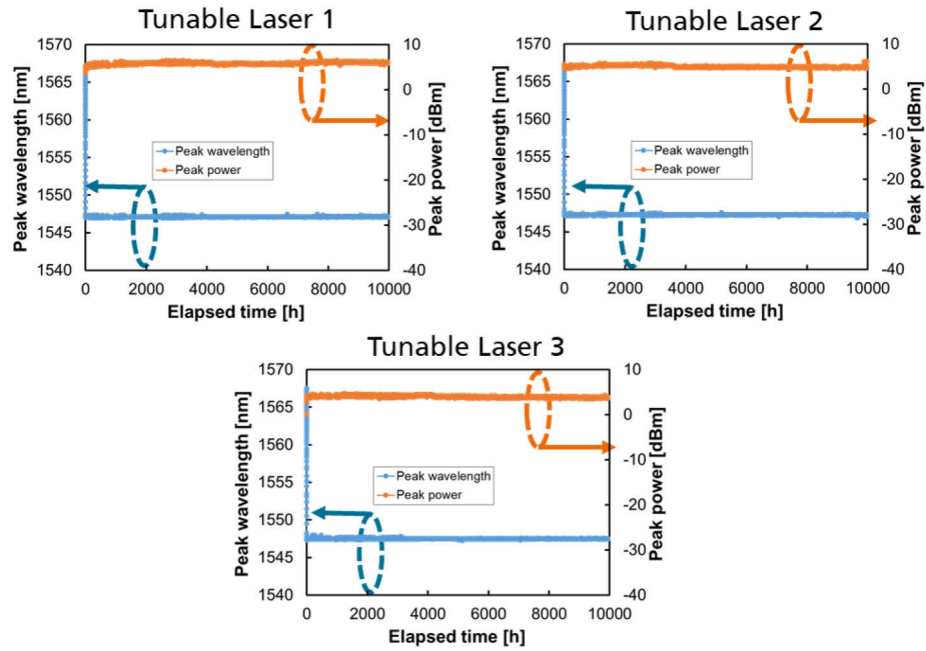 Tunable Laser 1
Peak wavelength [nm]
1570
1565
1560
1555
1550
1545
1540
Peak wavelength
Peak power
10
0
-10
-20
-30
-40
Peak power [dBm]
0 2000 4000 6000 8000 10000
Elapsed time [h]
Tunable Laser 2
Peak wavelength [nm]
1570
1565
1560
1555
1550
1545
1540
Peak wavelength
Peak power
10
0
-10
-20
-30
-40
Peak power [dBm]
0 2000 4000 6000 8000 10000
Elapsed time [h]
Tunable Laser 3
Peak wavelength [nm]
1570
1565
1560
1555
1550
1545
1540
Peak wavelength
Peak power
10
0
-10
-20
-30
-40
Peak power [dBm]
0 2000 4000 6000 8000 10000
Elapsed time [h]